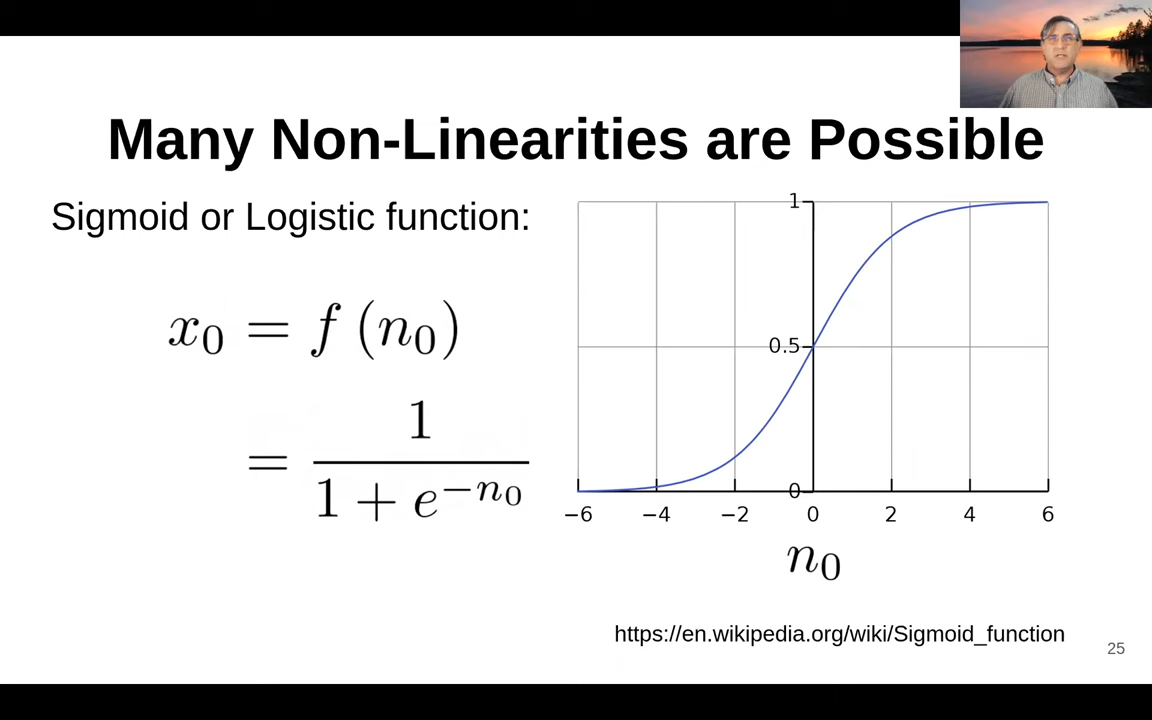 Many Non-Linearities are Possible
Sigmoid or Logistic function:
x₀ = f (n₀)
= 1 / (1 + e^{-n₀})
1
0.5
0
−6 −4 −2 0 2 4 6
n₀
https://en.wikipedia.org/wiki/Sigmoid_function
25